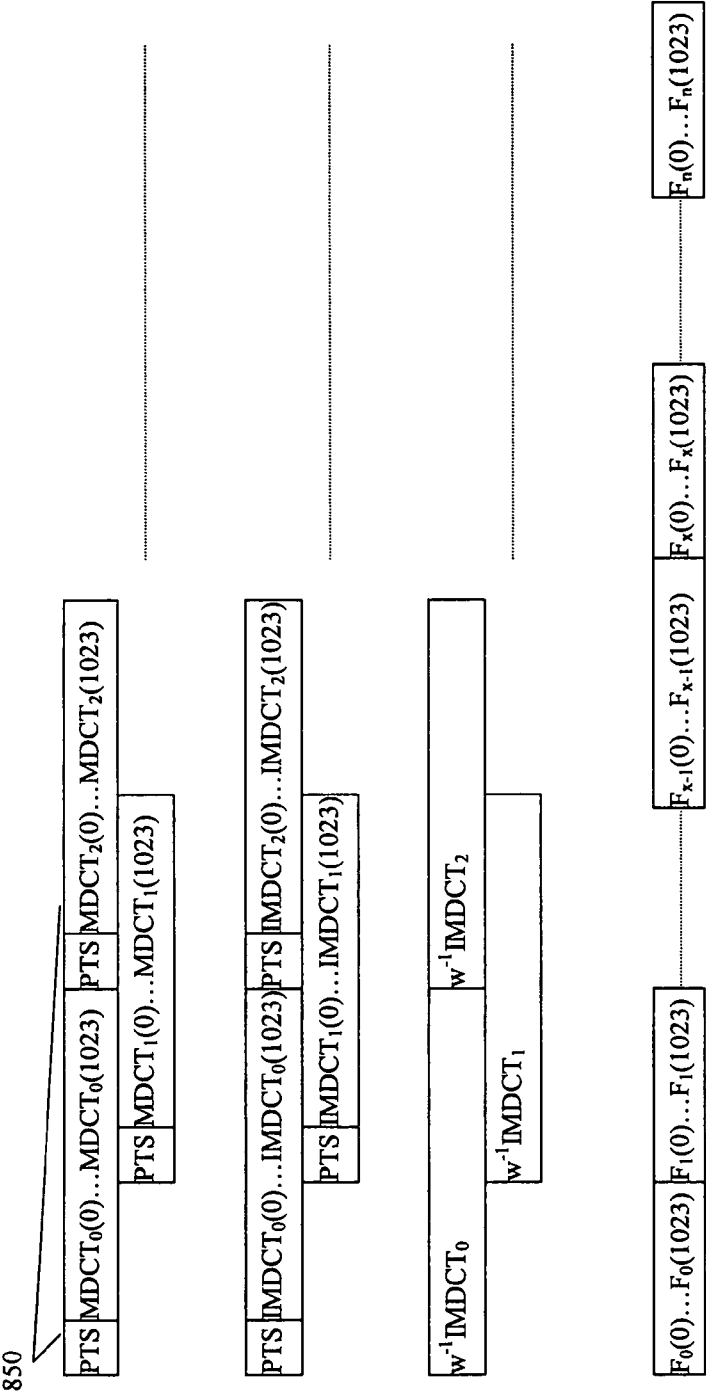 850
PTS MDCT₀(0)...MDCT₀(1023) PTS MDCT₂(0)...MDCT₂(1023)
PTS MDCT₁(0)...MDCT₁(1023)
PTS IMDCT₀(0)...IMDCT₀(1023) PTS IMDCT₂(0)...IMDCT₂(1023)
PTS IMDCT₁(0)...IMDCT₁(1023)
w⁻¹IMDCT₀ w⁻¹IMDCT₂
w⁻¹IMDCT₁
F₀(0)...F₀(1023) F₁(0)...F₁(1023) Fₓ₋₁(0)...Fₓ₋₁(1023) Fₓ(0)...Fₓ(1023) Fₙ(0)...Fₙ(1023)